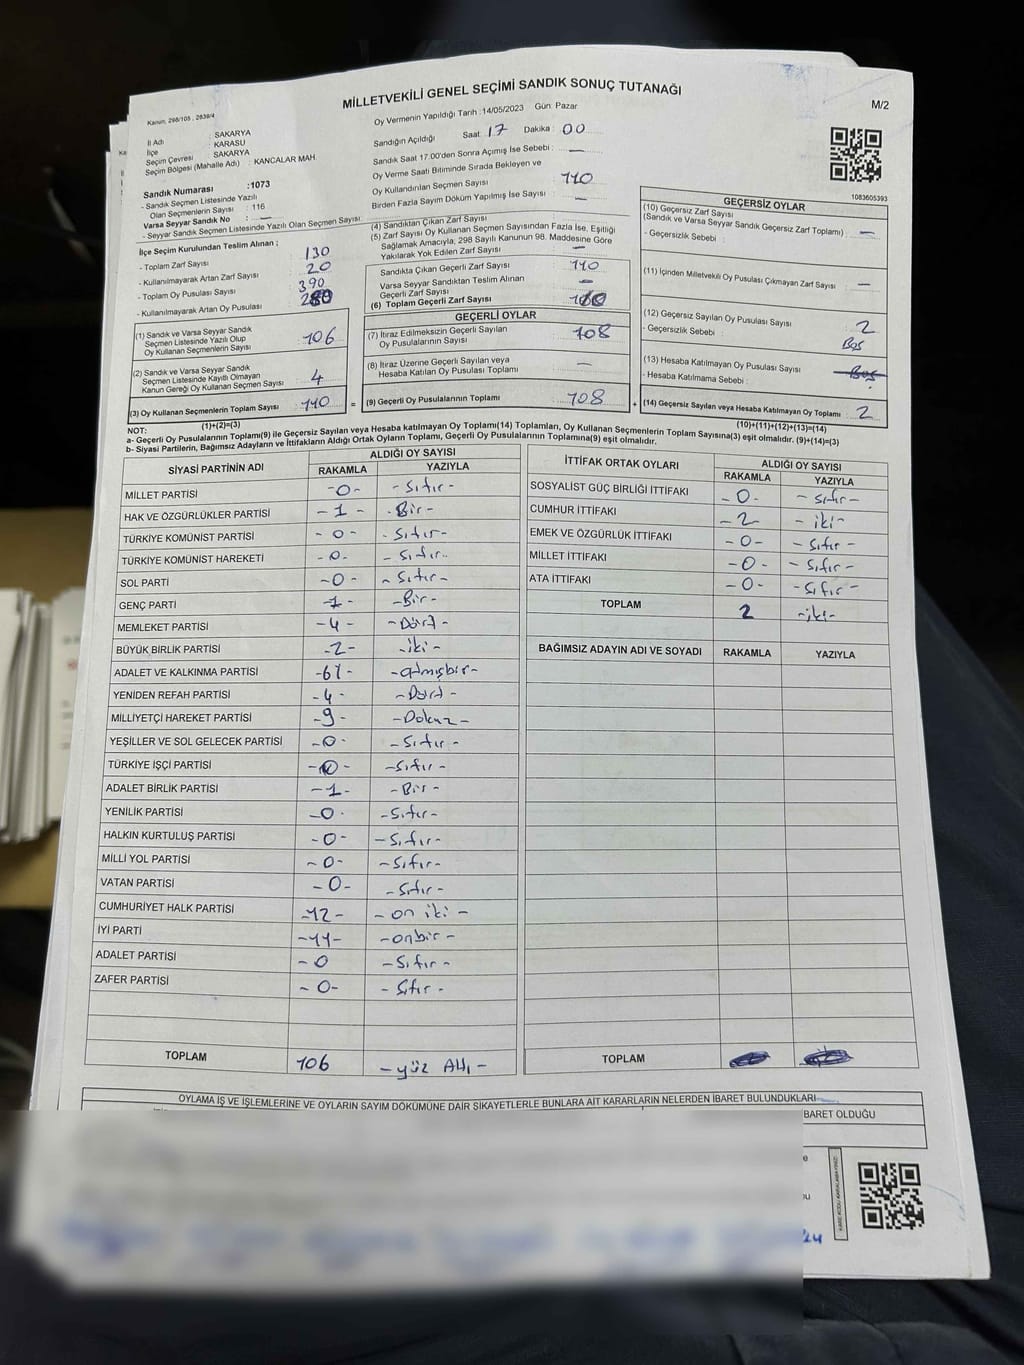 MİLLETVEKİLİ GENEL SEÇİMİ SANDIK SONUÇ TUTANAĞI
M/2
Kanun, 298/105 , 2839/4
Oy Vermenin Yapıldığı Tarih :14/05/2023 Gün: Pazar
İl Adı : SAKARYA
İlçe : KARASU
Seçim Çevresi : SAKARYA
Seçim Bölgesi (Mahalle Adı) : KANCALAR MAH.
Sandığın Açıldığı Saat 17 Dakika : 00
Sandık Saat 17.00'den Sonra Açımış İse Sebebi : —
Oy Verme Saati Bitiminde Sırada Bekleyen ve
Oy Kullandırılan Seçmen Sayısı 110
Birden Fazla Sayım Döküm Yapılmış İse Sayısı : —
1083605393
Sandık Numarası :1073
- Sandık Seçmen Listesinde Yazılı
Olan Seçmenlerin Sayısı : 116
Varsa Seyyar Sandık No : —
- Seyyar Sandık Seçmen Listesinde Yazılı Olan Seçmen Sayısı :
İlçe Seçim Kurulundan Teslim Alınan ;
- Toplam Zarf Sayısı 130
- Kullanılmayarak Artan Zarf Sayısı 20
- Toplam Oy Pusulası Sayısı 390
- Kullanılmayarak Artan Oy Pusulası 280
(1) Sandık ve Varsa Seyyar Sandık
Seçmen Listesinde Yazılı Olup
Oy Kullanan Seçmenlerin Sayısı 106
(2) Sandık ve Varsa Seyyar Sandık
Seçmen Listesinde Kayıtlı Olmayan
Kanun Gereği Oy Kullanan Seçmen Sayısı 4
(3) Oy Kullanan Seçmenlerin Toplam Sayısı 110 =
(1)+(2)=(3)
(4) Sandıktan Çıkan Zarf Sayısı
(5) Zarf Sayısı Oy Kullanan Seçmen Sayısından Fazla İse, Eşitliği
Sağlamak Amacıyla, 298 Sayılı Kanunun 98. Maddesine Göre
Yakılarak Yok Edilen Zarf Sayısı —
Sandıkta Çıkan Geçerli Zarf Sayısı 110
Varsa Seyyar Sandıktan Teslim Alınan
Geçerli Zarf Sayısı —
(6) Toplam Geçerli Zarf Sayısı
GEÇERLİ OYLAR
(7) İtiraz Edilmeksizin Geçerli Sayılan
Oy Pusulalarının Sayısı 108
(8) İtiraz Üzerine Geçerli Sayılan veya
Hesaba Katılan Oy Pusulası Toplamı —
(9) Geçerli Oy Pusulalarının Toplamı 108 +
GEÇERSİZ OYLAR
(10) Geçersiz Zarf Sayısı
(Sandık ve Varsa Seyyar Sandık Geçersiz Zarf Toplamı) —
- Geçersizlik Sebebi :
(11) İçinden Milletvekili Oy Pusulası Çıkmayan Zarf Sayısı —
(12) Geçersiz Sayılan Oy Pusulası Sayısı 2
- Geçersizlik Sebebi : Boş
(13) Hesaba Katılmayan Oy Pusulası Sayısı
- Hesaba Katılmama Sebebi : Boş
(14) Geçersiz Sayılan veya Hesaba Katılmayan Oy Toplamı 2
(10)+(11)+(12)+(13)=(14)
NOT:
a- Geçerli Oy Pusulalarının Toplamı(9) ile Geçersiz Sayılan veya Hesaba Katılmayan Oy Toplamı(14) Toplamları, Oy Kullanan Seçmenlerin Toplam Sayısına(3) eşit olmalıdır. (9)+(14)=(3)
b- Siyasi Partilerin, Bağımsız Adayların ve İttifakların Aldığı Ortak Oyların Toplamı, Geçerli Oy Pusulalarının Toplamına(9) eşit olmalıdır.
SİYASİ PARTİNİN ADI ALDIĞI OY SAYISI
RAKAMLA YAZIYLA
MİLLET PARTİSİ -0- -Sıfır-
HAK VE ÖZGÜRLÜKLER PARTİSİ -1- -Bir-
TÜRKİYE KOMÜNİST PARTİSİ -0- -Sıfır-
TÜRKİYE KOMÜNİST HAREKETİ -0- -Sıfır-
SOL PARTİ -0- -Sıfır-
GENÇ PARTİ -1- -Bir-
MEMLEKET PARTİSİ -4- -Dört-
BÜYÜK BİRLİK PARTİSİ -2- -iki-
ADALET VE KALKINMA PARTİSİ -61- -altmışbir-
YENİDEN REFAH PARTİSİ -4- -Dört-
MİLLİYETÇİ HAREKET PARTİSİ -9- -Dokuz-
YEŞİLLER VE SOL GELECEK PARTİSİ -0- -Sıfır-
TÜRKİYE İŞÇİ PARTİSİ -0- -Sıfır-
ADALET BİRLİK PARTİSİ -1- -Bir-
YENİLİK PARTİSİ -0- -Sıfır-
HALKIN KURTULUŞ PARTİSİ -0- -Sıfır-
MİLLİ YOL PARTİSİ -0- -Sıfır-
VATAN PARTİSİ -0- -Sıfır-
CUMHURİYET HALK PARTİSİ -12- -on iki-
İYİ PARTİ -11- -onbir-
ADALET PARTİSİ -0 -Sıfır-
ZAFER PARTİSİ -0- -Sıfır-
TOPLAM 106 -yüz Altı-
İTTİFAK ORTAK OYLARI ALDIĞI OY SAYISI
RAKAMLA YAZIYLA
SOSYALİST GÜÇ BİRLİĞİ İTTİFAKI -0- -Sıfır-
CUMHUR İTTİFAKI -2- -iki-
EMEK VE ÖZGÜRLÜK İTTİFAKI -0- -Sıfır-
MİLLET İTTİFAKI -0- -Sıfır-
ATA İTTİFAKI -0- -Sıfır-
TOPLAM 2 -iki-
BAĞIMSIZ ADAYIN ADI VE SOYADI RAKAMLA YAZIYLA
TOPLAM
OYLAMA İŞ VE İŞLEMLERİNE VE OYLARIN SAYIM DÖKÜMÜNE DAİR ŞİKAYETLERLE BUNLARA AİT KARARLARIN NELERDEN İBARET BULUNDUKLARI
BARET OLDUĞU